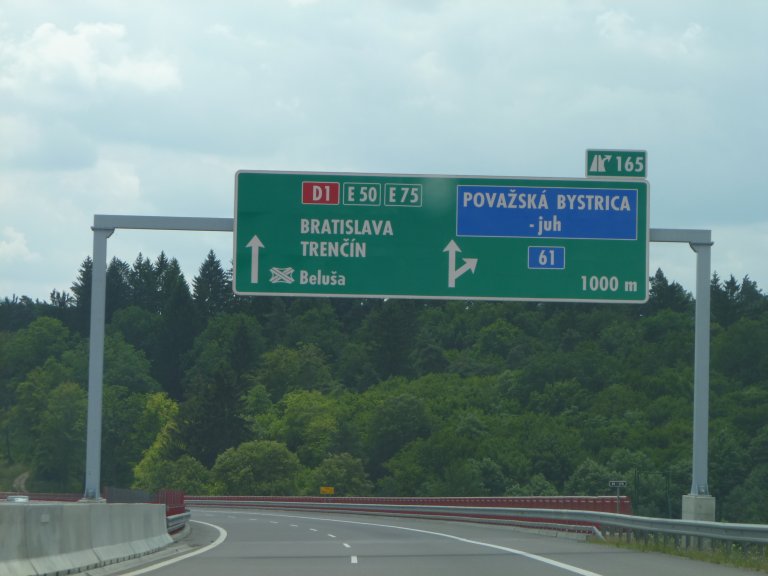 165
D1 E 50 E 75
BRATISLAVA
TRENČÍN
Beluša
POVAŽSKÁ BYSTRICA
- juh
61
1000 m